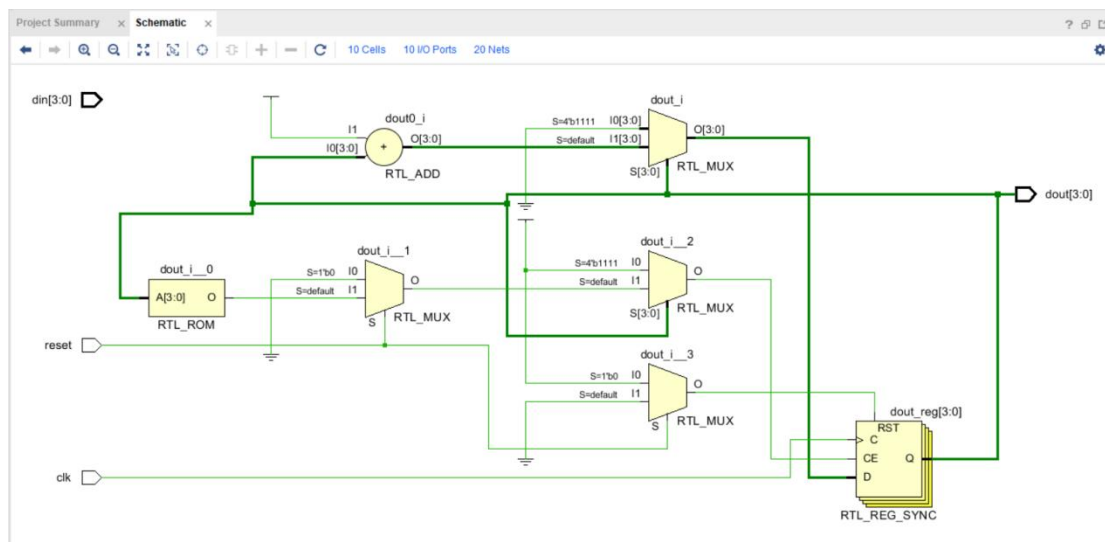 Project Summary × Schematic ×
10 Cells 10 I/O Ports 20 Nets
din[3:0]
dout0_i
I1
I0[3:0]
+
O[3:0]
RTL_ADD
dout_i
S=4'b1111 I0[3:0]
S=default I1[3:0]
S[3:0]
O[3:0]
RTL_MUX
dout[3:0]
dout_i__0
A[3:0] O
RTL_ROM
dout_i__1
S=1'b0 I0
S=default I1
S
O
RTL_MUX
dout_i__2
S=4'b1111 I0
S=default I1
S[3:0]
O
RTL_MUX
reset
dout_i__3
S=1'b0 I0
S=default I1
S
O
RTL_MUX
dout_reg[3:0]
RST
C
CE
D
Q
RTL_REG_SYNC
clk